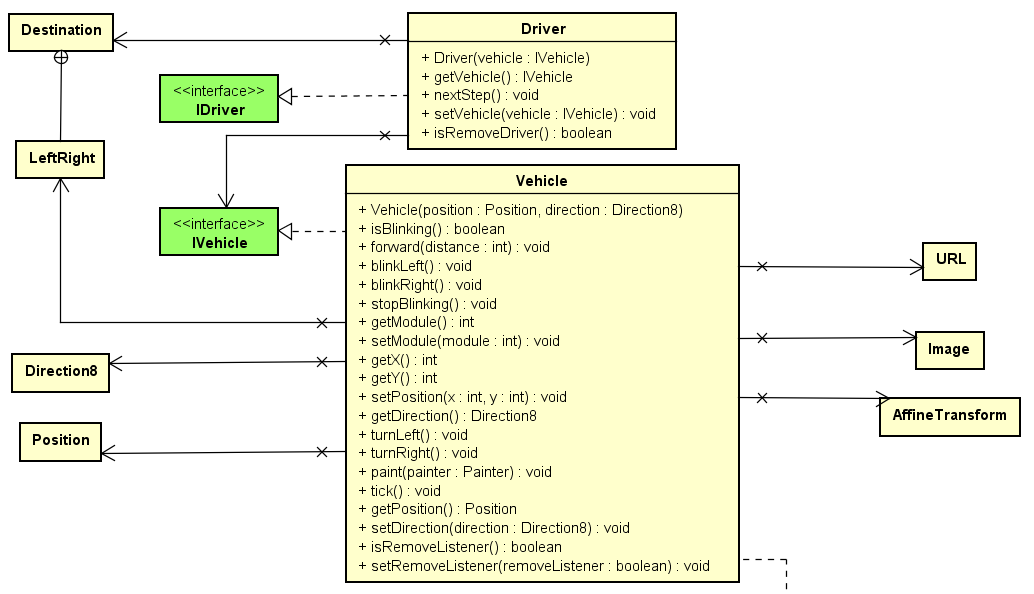 Destination
Driver
+ Driver(vehicle : IVehicle)
+ getVehicle() : IVehicle
+ nextStep() : void
+ setVehicle(vehicle : IVehicle) : void
+ isRemoveDriver() : boolean
<<interface>>
IDriver
LeftRight
<<interface>>
IVehicle
Vehicle
+ Vehicle(position : Position, direction : Direction8)
+ isBlinking() : boolean
+ forward(distance : int) : void
+ blinkLeft() : void
+ blinkRight() : void
+ stopBlinking() : void
+ getModule() : int
+ setModule(module : int) : void
+ getX() : int
+ getY() : int
+ setPosition(x : int, y : int) : void
+ getDirection() : Direction8
+ turnLeft() : void
+ turnRight() : void
+ paint(painter : Painter) : void
+ tick() : void
+ getPosition() : Position
+ setDirection(direction : Direction8) : void
+ isRemoveListener() : boolean
+ setRemoveListener(removeListener : boolean) : void
Direction8
Position
URL
Image
AffineTransform